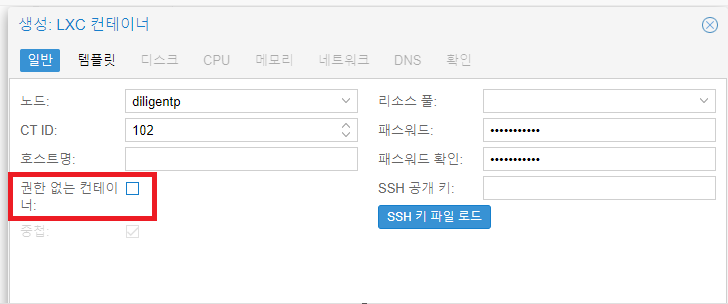 생성: LXC 컨테이너
일반 템플릿 디스크 CPU 메모리 네트워크 DNS 확인
노드: diligentp 리소스 풀:
CT ID: 102 패스워드: •••••••••••
호스트명: 패스워드 확인: •••••••••••
권한 없는 컨테이
너:
SSH 공개 키:
중첩: SSH 키 파일 로드